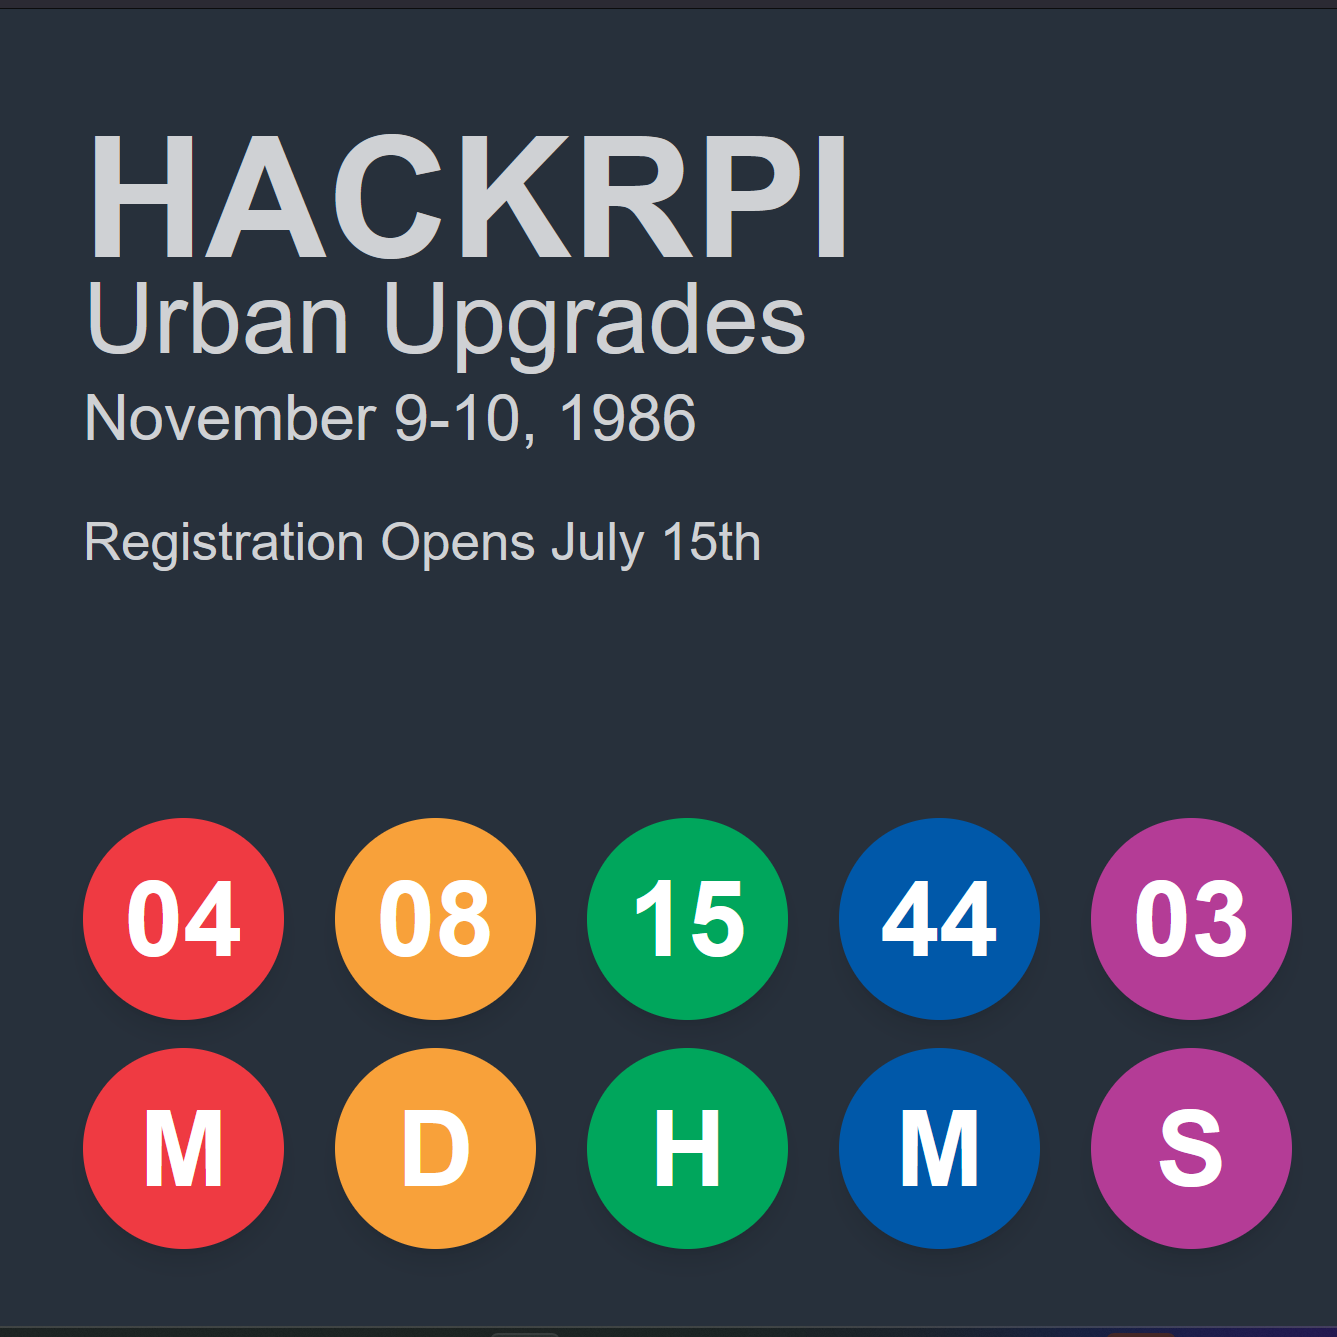 HACKRPI
Urban Upgrades
November 9-10, 1986
Registration Opens July 15th
04 08 15 44 03
M D H M S